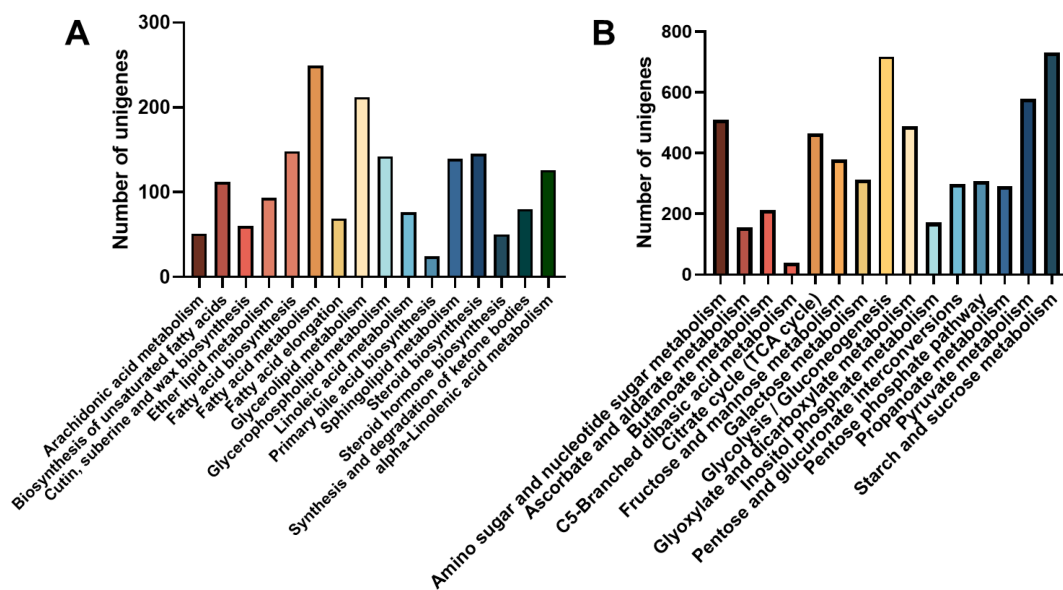 A
Number of unigenes
300
200
100
0
Arachidonic acid metabolism
Biosynthesis of unsaturated fatty acids
Cutin, suberine and wax biosynthesis
Ether lipid metabolism
Fatty acid biosynthesis
Fatty acid metabolism
Fatty acid elongation
Glycerolipid metabolism
Glycerophospholipid metabolism
Linoleic acid metabolism
Primary bile acid biosynthesis
Sphingolipid metabolism
Steroid biosynthesis
Steroid hormone biosynthesis
Synthesis and degradation of ketone bodies
alpha-Linolenic acid metabolism
B
Number of unigenes
800
600
400
200
0
Amino sugar and nucleotide sugar metabolism
Ascorbate and aldarate metabolism
Butanoate metabolism
C5-Branched dibasic acid metabolism
Citrate cycle (TCA cycle)
Fructose and mannose metabolism
Galactose metabolism
Glycolysis / Gluconeogenesis
Glyoxylate and dicarboxylate metabolism
Inositol phosphate metabolism
Pentose and glucuronate interconversions
Pentose phosphate pathway
Propanoate metabolism
Pyruvate metabolism
Starch and sucrose metabolism